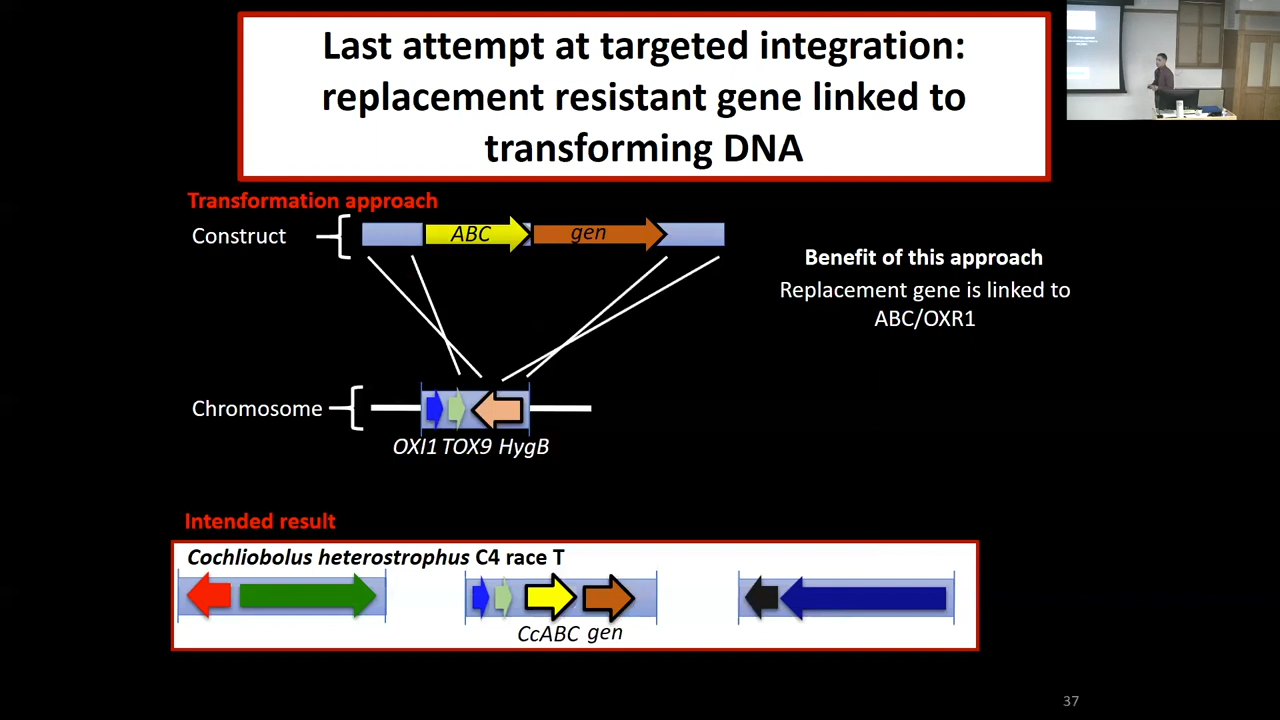 Last attempt at targeted integration:
replacement resistant gene linked to
transforming DNA
Transformation approach
Construct
ABC
gen
Benefit of this approach
Replacement gene is linked to
ABC/OXR1
Chromosome
OXI1 TOX9 HygB
Intended result
Cochliobolus heterostrophus C4 race T
CcABC gen
37